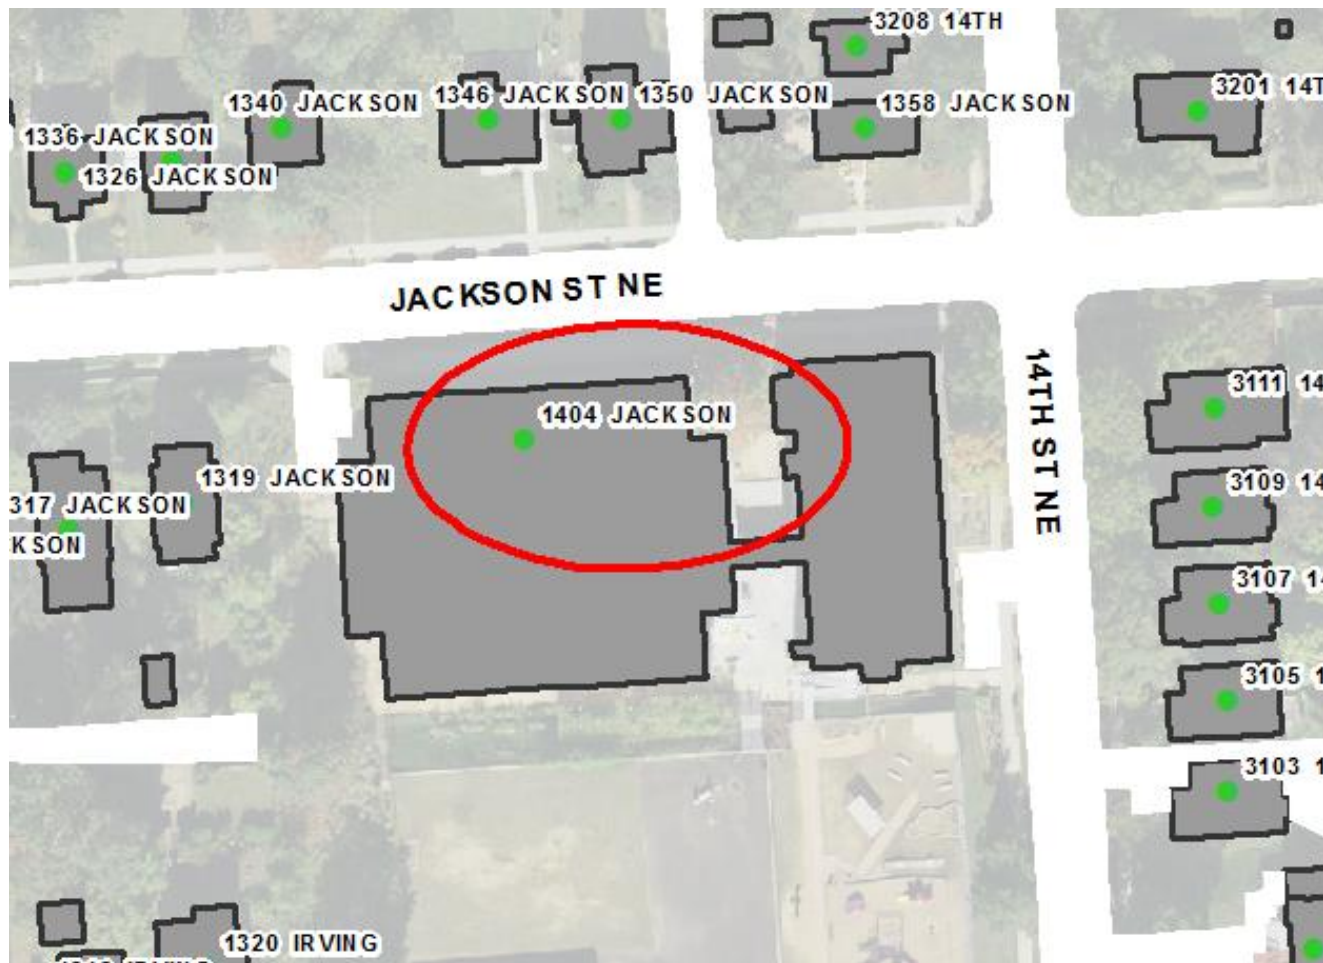 3208 14TH
1340 JACKSON
1346 JACKSON
1350 JACKSON
1358 JACKSON
3201 14T
1336 JACKSON
1326 JACKSON
JACKSON ST NE
14TH ST NE
3111 14
1404 JACKSON
1319 JACKSON
317 JACKSON
3109 14
KSON
3107 14
3105 1
3103 1
1320 IRVING